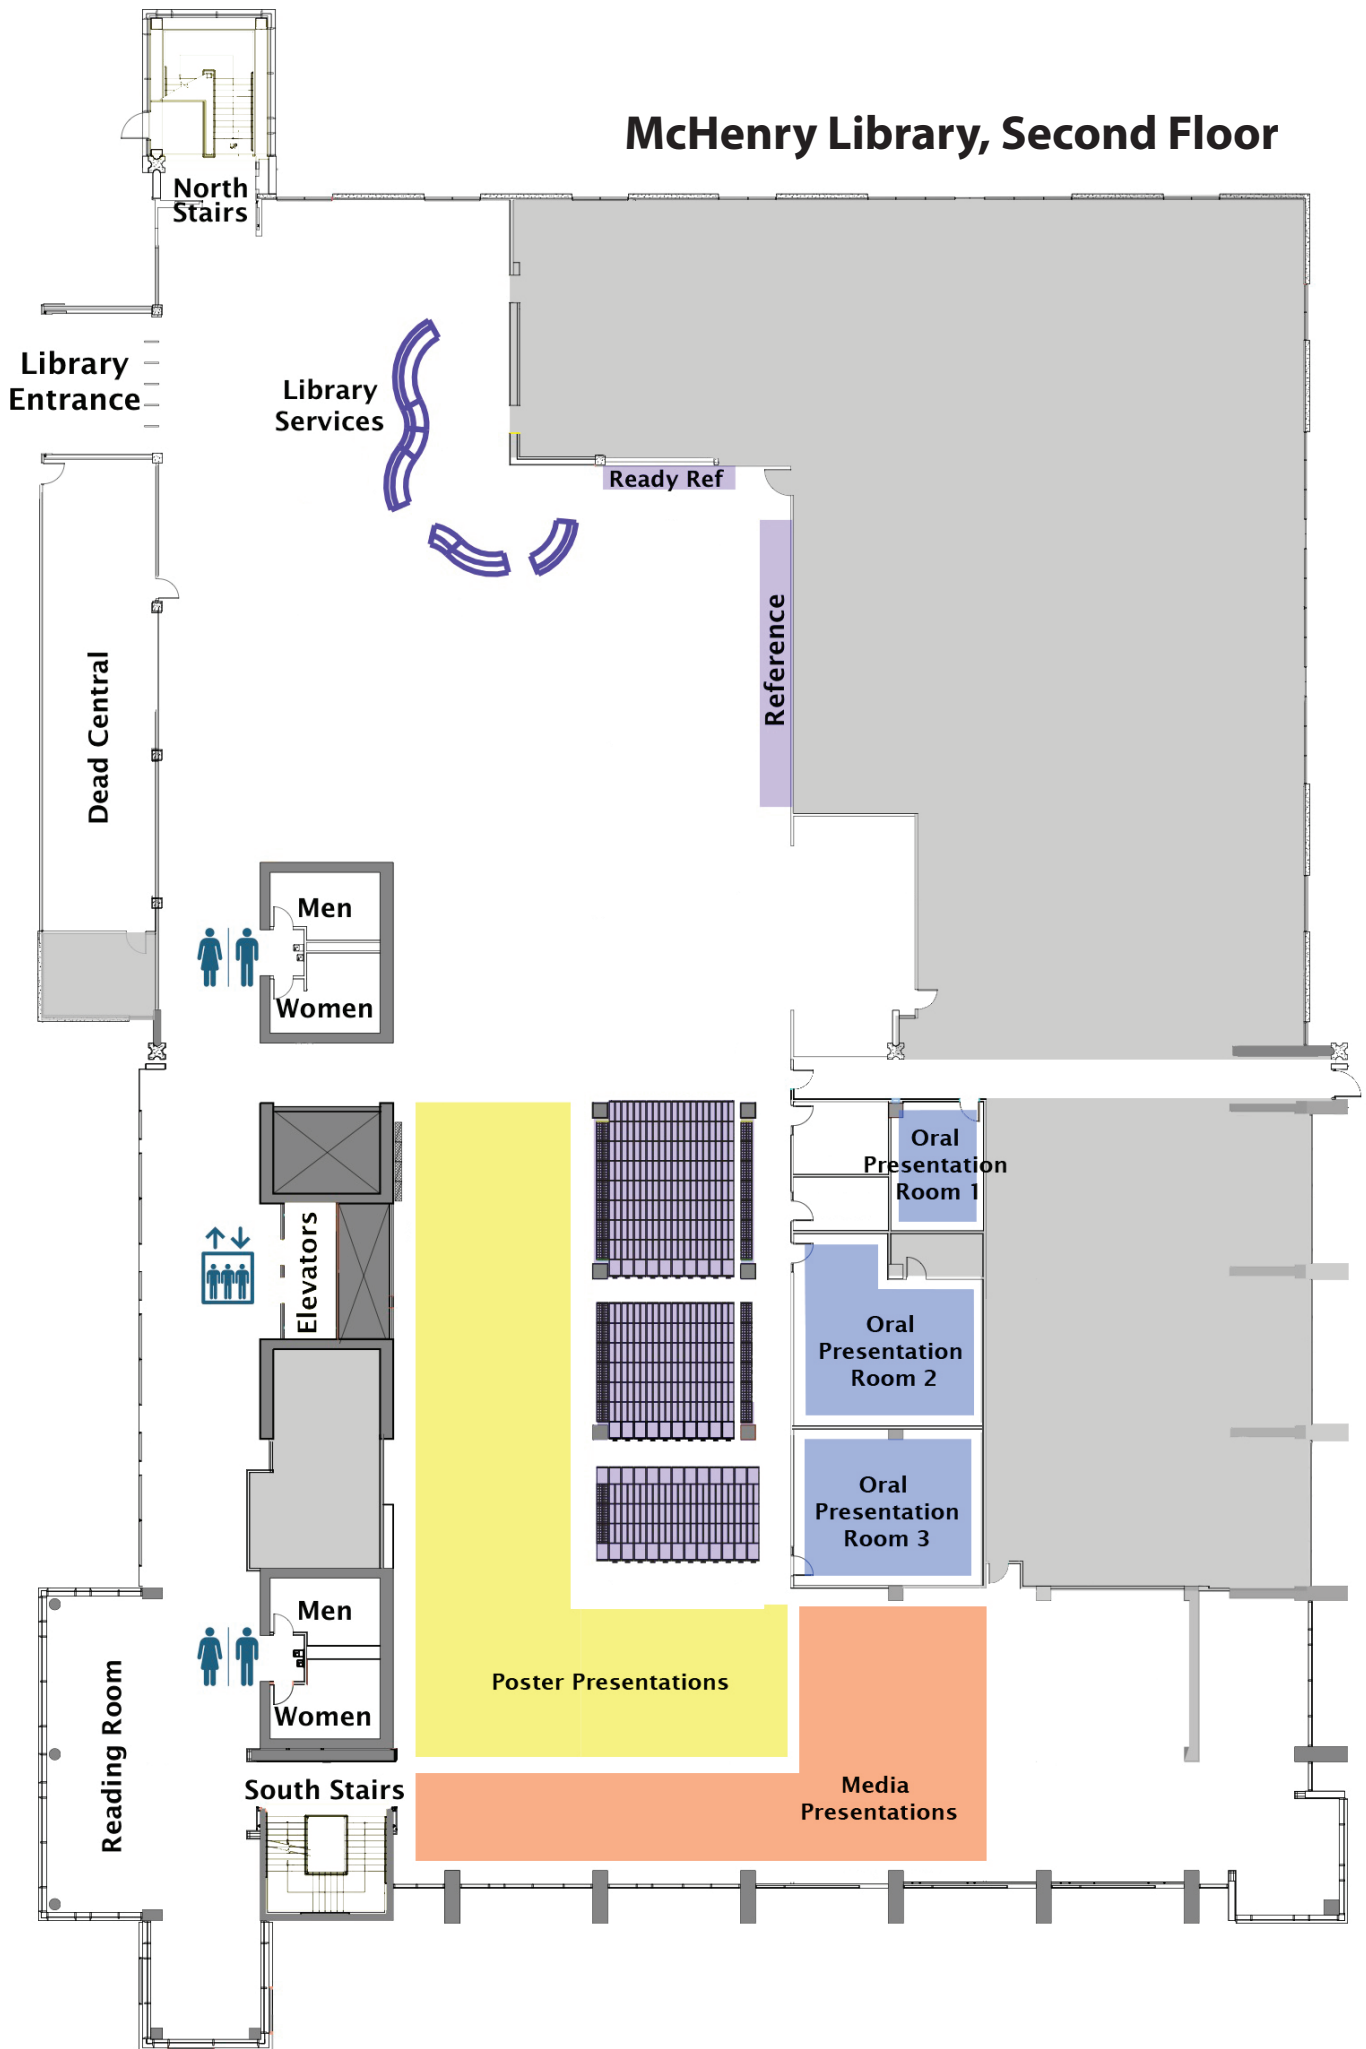 McHenry Library, Second Floor
North
Stairs
Library
Entrance
Library
Services
Ready Ref
Reference
Dead Central
Men
Women
Oral
Presentation
Room 1
Elevators
Oral
Presentation
Room 2
Oral
Presentation
Room 3
Men
Women
Reading Room
Poster Presentations
South Stairs
Media
Presentations